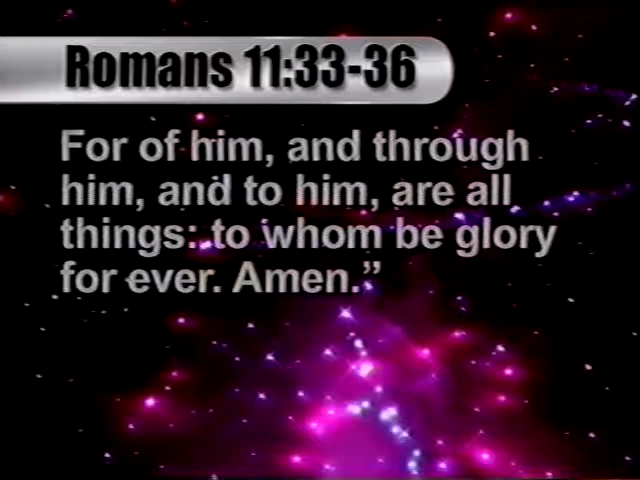 Romans 11:33-36
For of him, and through
him, and to him, are all
things: to whom be glory
for ever. Amen.”